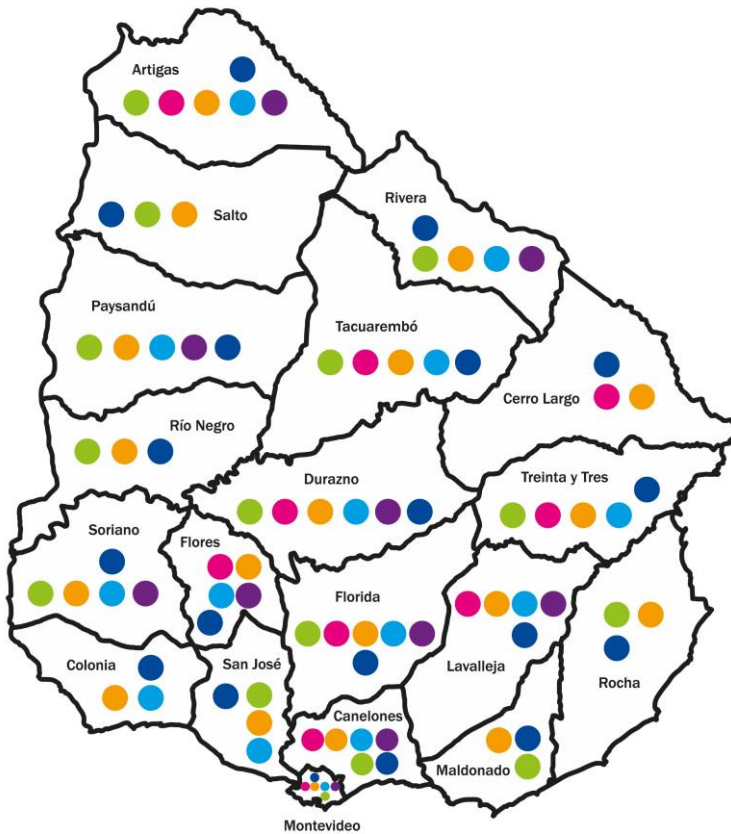 Artigas
Salto
Rivera
Paysandú
Tacuarembó
Cerro Largo
Río Negro
Durazno
Treinta y Tres
Soriano
Flores
Florida
Lavalleja
Colonia
San José
Rocha
Canelones
Maldonado
Montevideo